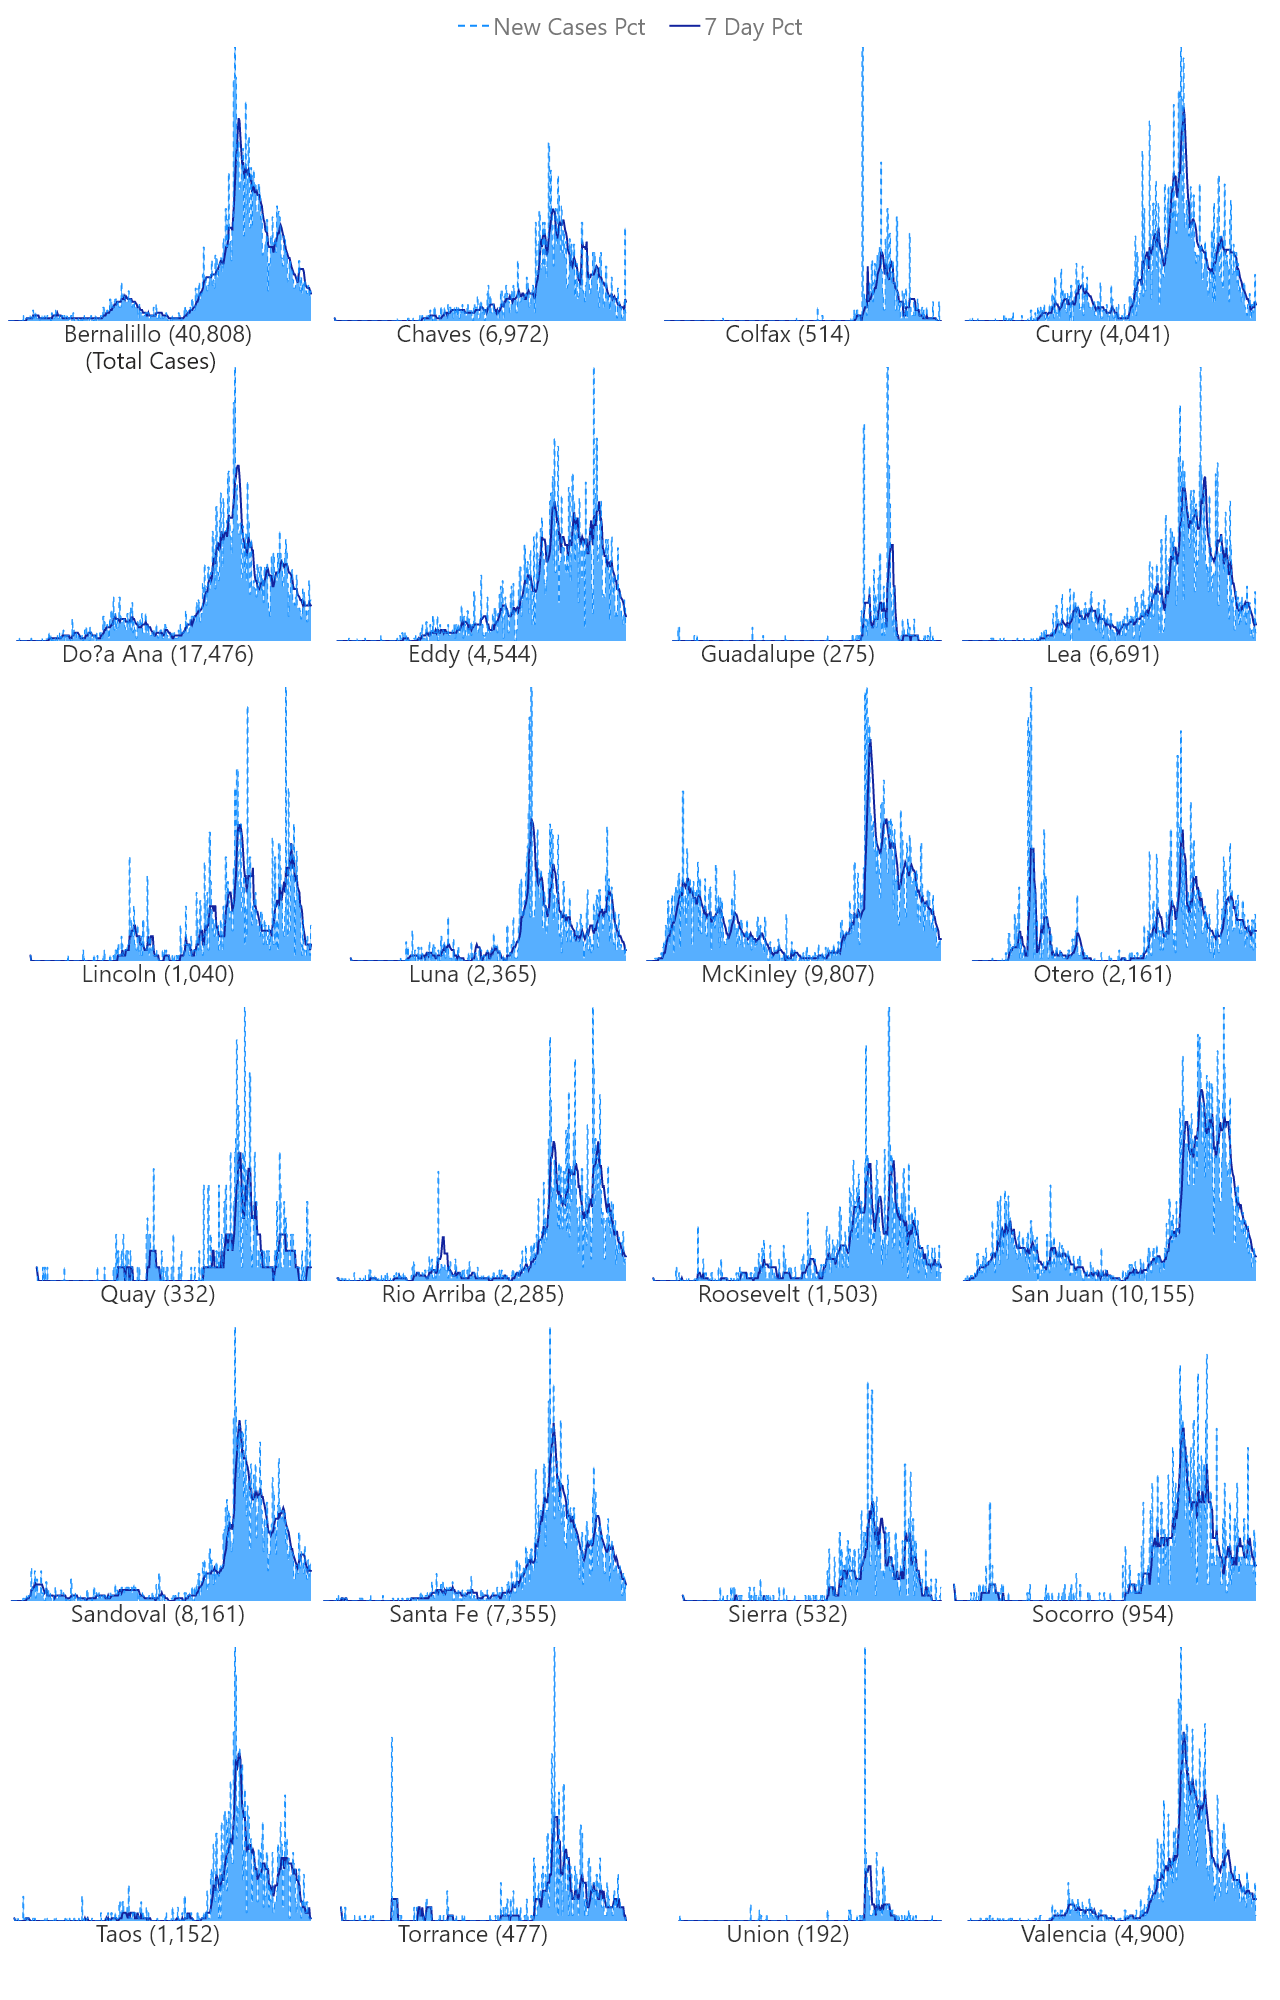 New Cases Pct 7 Day Pct
Bernalillo (40,808)
(Total Cases)
Chaves (6,972)
Colfax (514)
Curry (4,041)
Do?a Ana (17,476)
Eddy (4,544)
Guadalupe (275)
Lea (6,691)
Lincoln (1,040)
Luna (2,365)
McKinley (9,807)
Otero (2,161)
Quay (332)
Rio Arriba (2,285)
Roosevelt (1,503)
San Juan (10,155)
Sandoval (8,161)
Santa Fe (7,355)
Sierra (532)
Socorro (954)
Taos (1,152)
Torrance (477)
Union (192)
Valencia (4,900)